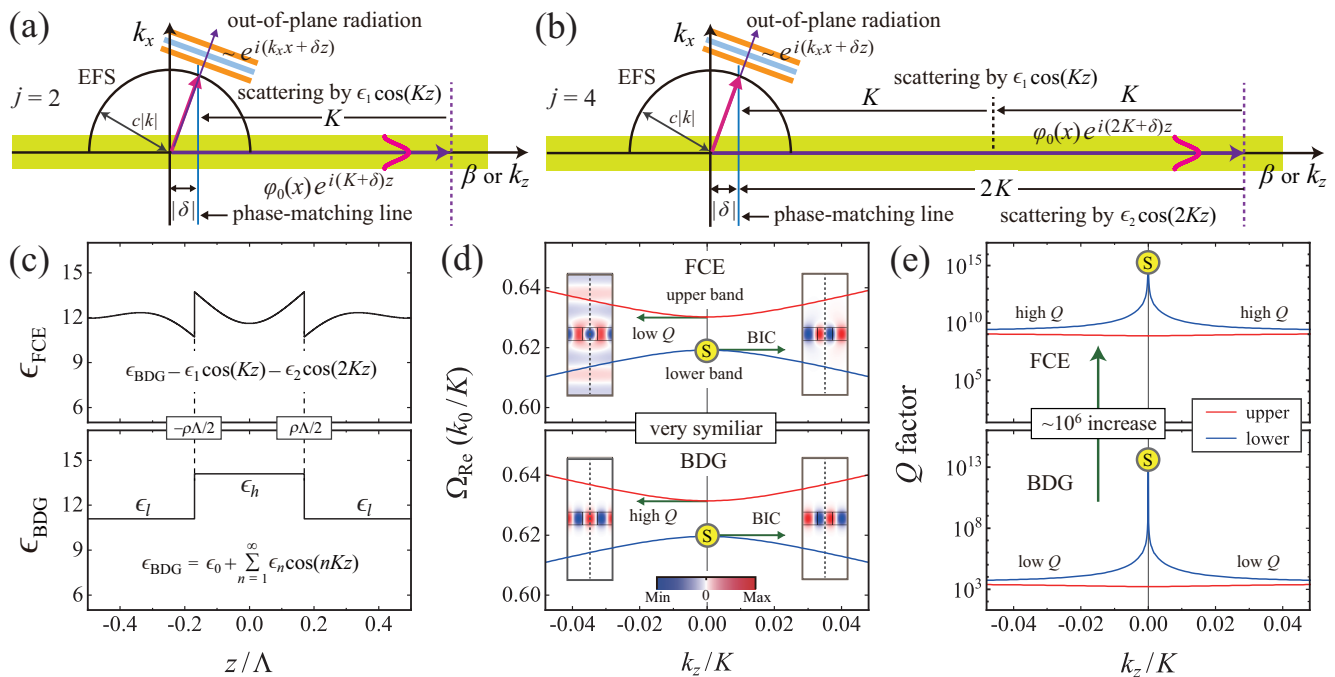 (a)
k_x
out-of-plane radiation
~ e^{i(k_x x + δz)}
EFS
scattering by ϵ_1 cos(Kz)
j = 2
K
c|k|
φ_0(x) e^{i(K+δ)z}
β or k_z
|δ|
phase-matching line
(b)
k_x
out-of-plane radiation
~ e^{i(k_x x + δz)}
EFS
scattering by ϵ_1 cos(Kz)
j = 4
K
K
c|k|
φ_0(x) e^{i(2K+δ)z}
β or k_z
2K
|δ|
phase-matching line
scattering by ϵ_2 cos(2Kz)
(c)
15
12
9
6
ϵ_FCE
ϵ_BDG – ϵ_1 cos(Kz) – ϵ_2 cos(2Kz)
–ρΛ/2
ρΛ/2
15
12
9
6
ϵ_BDG
ϵ_l
ϵ_h
ϵ_l
ϵ_BDG = ϵ_0 + ∞∑n = 1 ϵ_n cos(nKz)
-0.4
-0.2
0.0
0.2
0.4
z / Λ
(d)
FCE
0.64
0.62
0.60
upper band
low Q
BIC
S
lower band
Ω_Re (k_0 / K)
very symiliar
BDG
0.64
0.62
0.60
high Q
BIC
S
Min
0
Max
-0.04
-0.02
0.00
0.02
0.04
k_z / K
(e)
10^15
10^10
10^5
S
high Q
high Q
FCE
~10^6 increase
upper
lower
Q factor
10^13
10^8
10^3
S
BDG
low Q
low Q
-0.04
-0.02
0.00
0.02
0.04
k_z / K